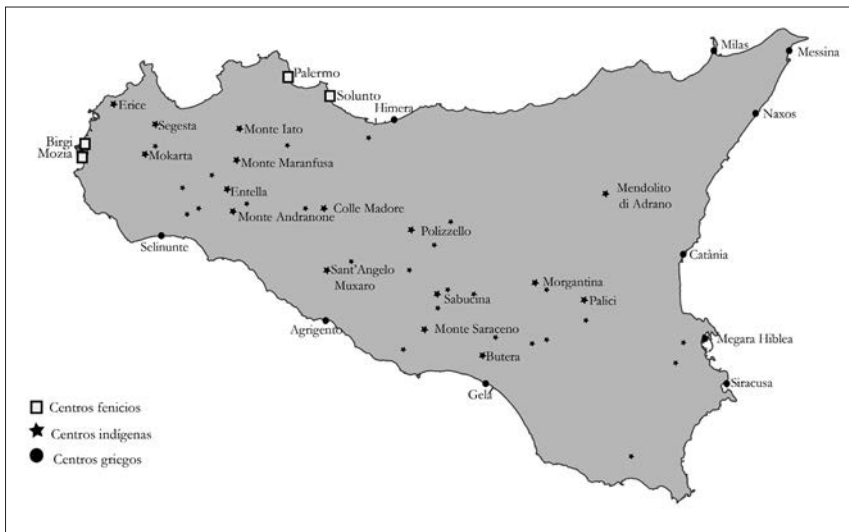 Milas
Messina
Palermo
Solunto
Himera
Erice
Segesta
Monte Iato
Naxos
Birgi
Mozia
Mokarta
Monte Maranfusa
Entella
Mendolito
di Adrano
Monte Andranone
Colle Madore
Polizzello
Selinunte
Catània
Sant'Angelo
Muxaro
Morgantina
Sabucina
Palici
Agrigento
Monte Saraceno
Megara Hiblea
Butera
Gela
Siracusa
Centros fenicios
Centros indígenas
Centros griegos